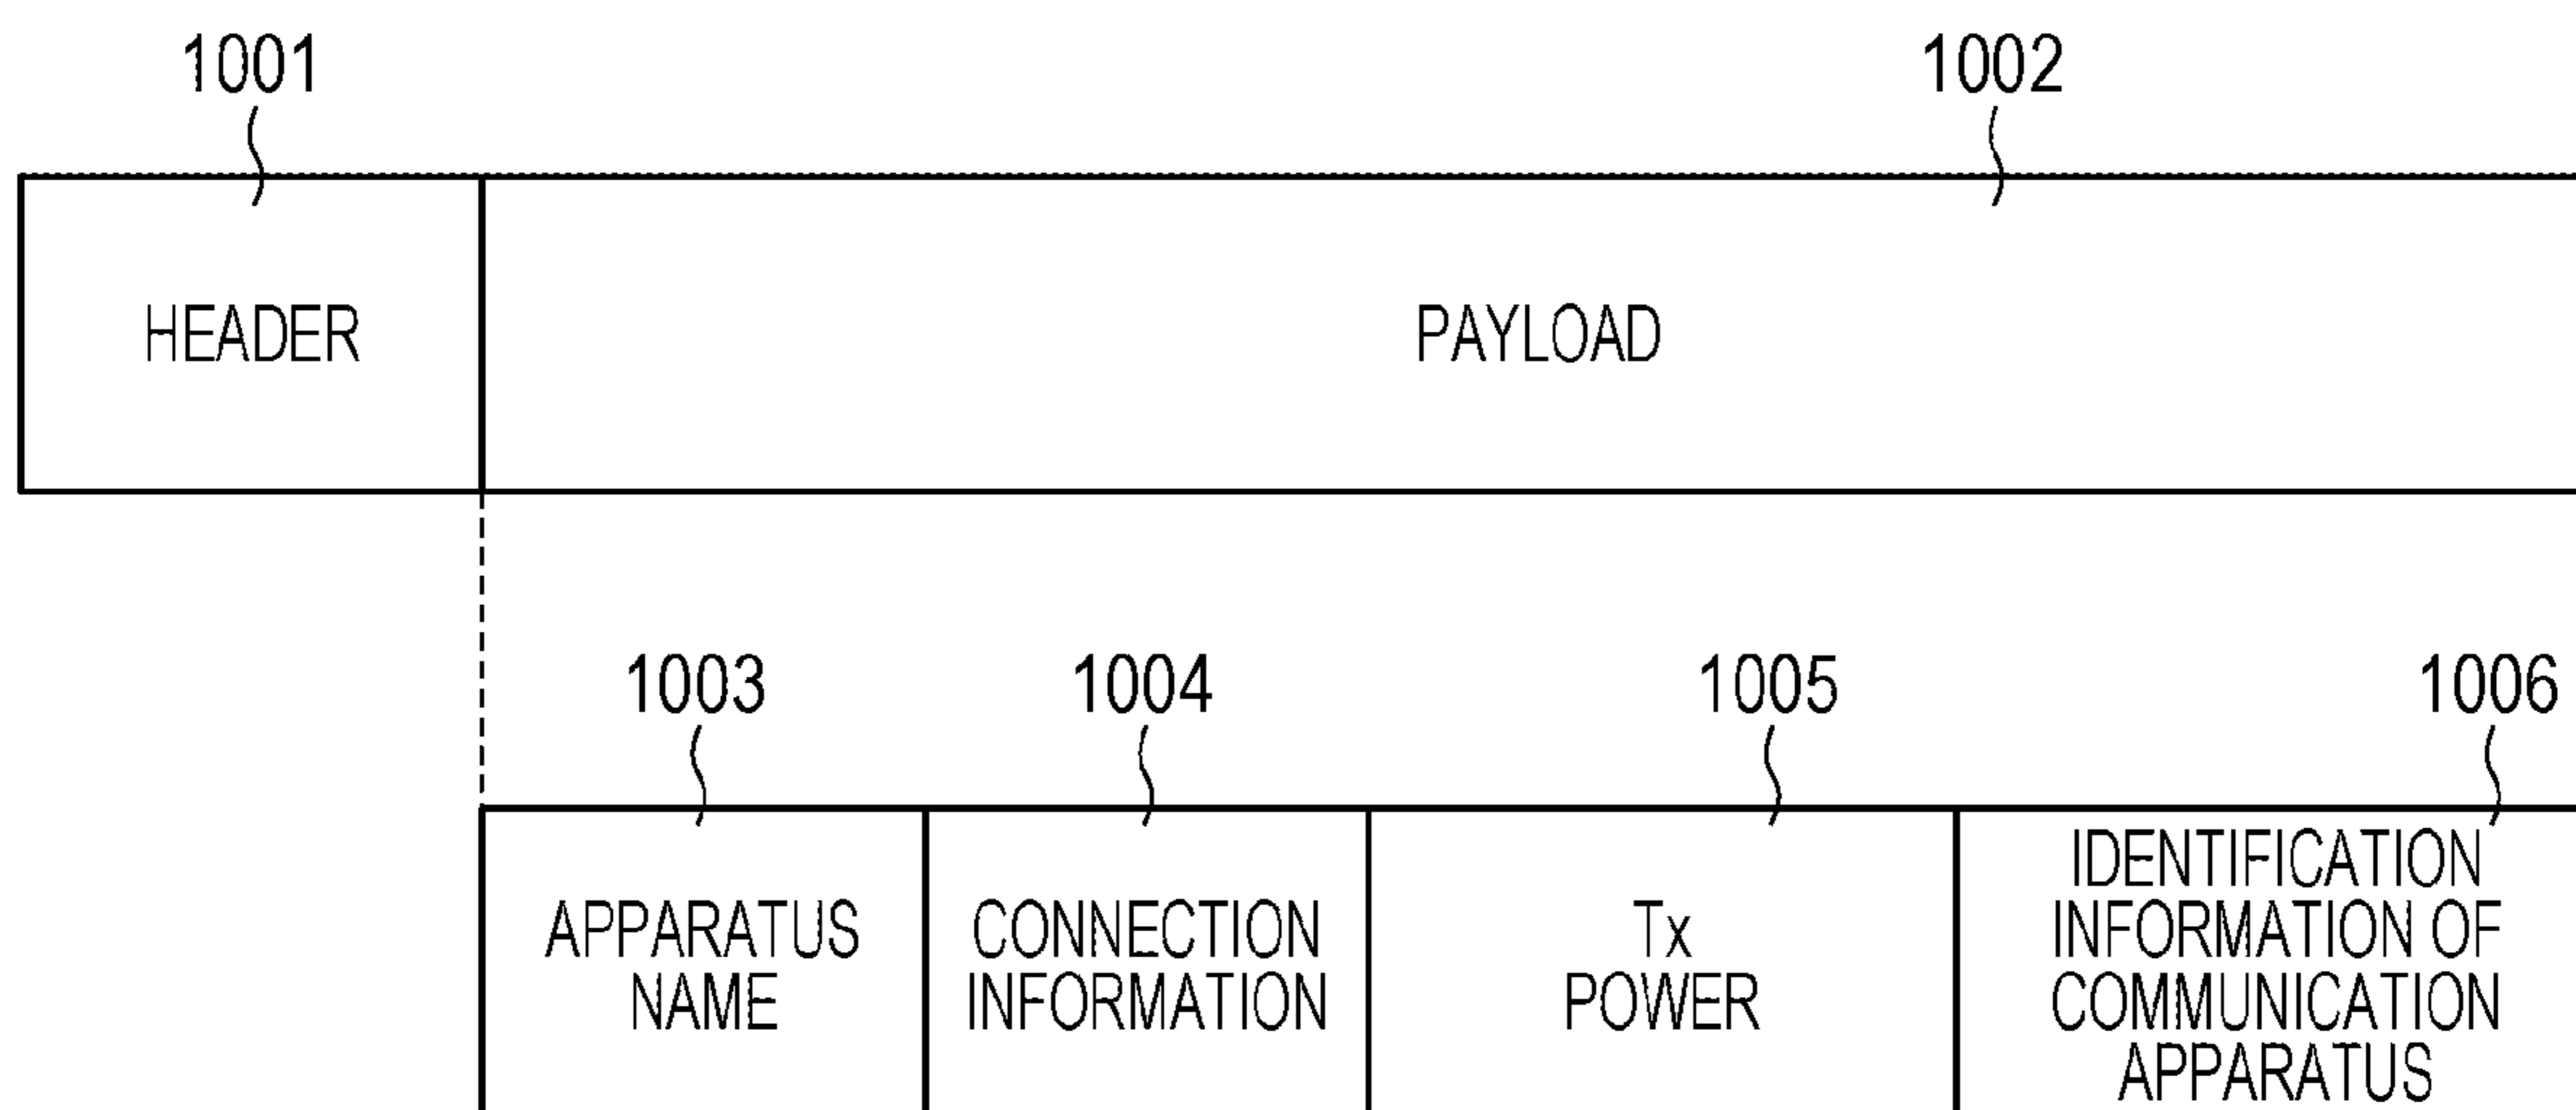 1001
1002
HEADER
PAYLOAD
1003
1004
1005
1006
APPARATUS
NAME
CONNECTION
INFORMATION
Tx
POWER
IDENTIFICATION
INFORMATION OF
COMMUNICATION
APPARATUS